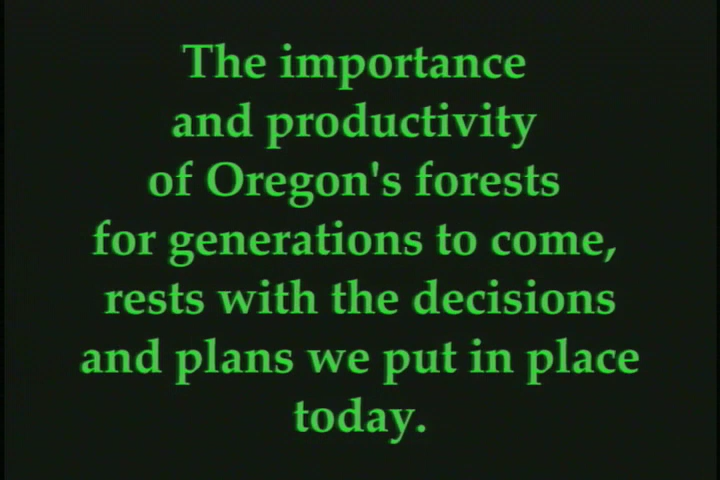 The importance
and productivity
of Oregon's forests
for generations to come,
rests with the decisions
and plans we put in place
today.